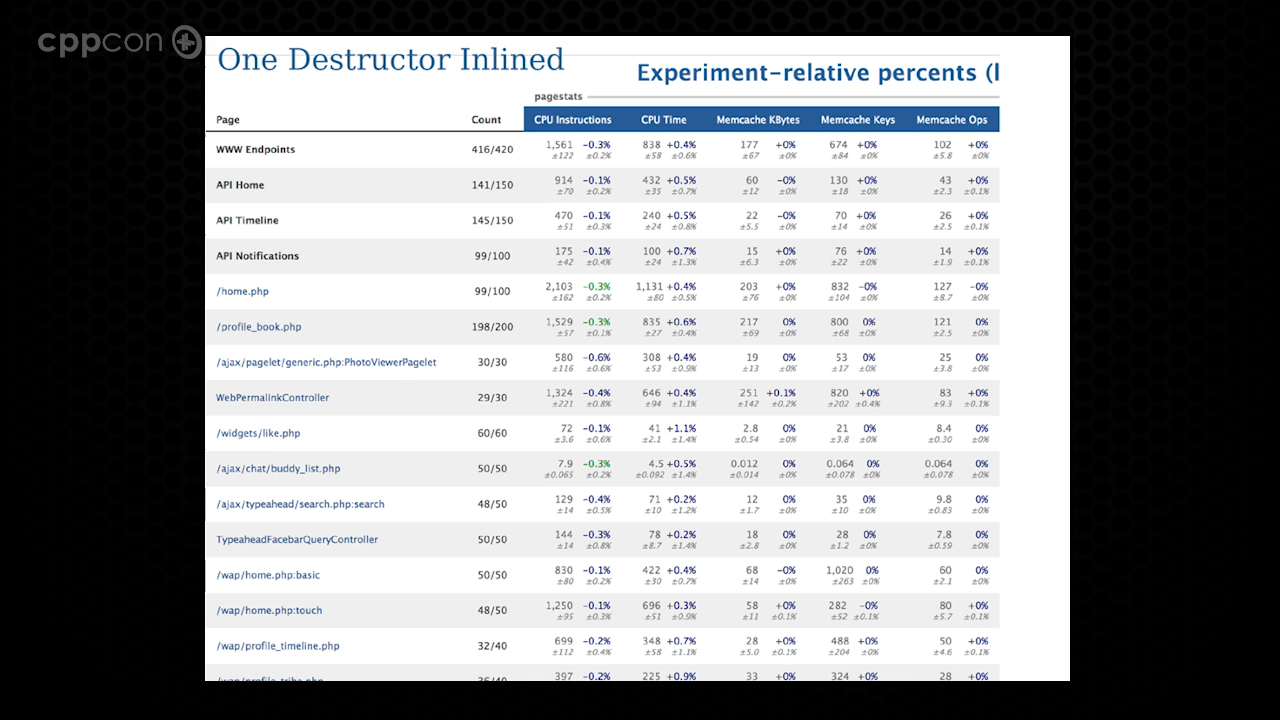 cppcon
One Destructor Inlined
Experiment-relative percents (l
pagestats
Page Count CPU Instructions CPU Time Memcache KBytes Memcache Keys Memcache Ops
WWW Endpoints 416/420 1,561 -0.3% 838 +0.4% 177 +0% 674 +0% 102 +0%
±122 ±0.2% ±58 ±0.6% ±67 ±0% ±84 ±0% ±5.8 ±0%
API Home 141/150 914 -0.1% 432 +0.5% 60 -0% 130 +0% 43 +0%
±70 ±0.2% ±35 ±0.7% ±12 ±0% ±18 ±0% ±2.3 ±0.1%
API Timeline 145/150 470 -0.1% 240 +0.5% 22 -0% 70 +0% 26 +0%
±51 ±0.3% ±24 ±0.8% ±5.5 ±0% ±14 ±0% ±2.5 ±0.1%
API Notifications 99/100 175 -0.1% 100 +0.7% 15 +0% 76 +0% 14 +0%
±42 ±0.4% ±24 ±1.3% ±6.3 ±0% ±22 ±0% ±1.9 ±0.1%
/home.php 99/100 2,103 -0.3% 1,131 +0.4% 203 +0% 832 -0% 127 -0%
±162 ±0.2% ±80 ±0.5% ±76 ±0% ±104 ±0% ±8.7 ±0%
/profile_book.php 198/200 1,529 -0.3% 835 +0.6% 217 0% 800 0% 121 0%
±57 ±0.1% ±27 ±0.4% ±69 ±0% ±68 ±0% ±2.5 ±0%
/ajax/pagelet/generic.php:PhotoViewerPagelet 30/30 580 -0.6% 308 +0.4% 19 0% 53 0% 25 0%
±116 ±0.6% ±53 ±0.9% ±13 ±0% ±17 ±0% ±3.8 ±0%
WebPermalinkController 29/30 1,324 -0.4% 646 +0.4% 251 +0.1% 820 +0% 83 +0%
±221 ±0.8% ±94 ±1.1% ±142 ±0.2% ±202 ±0.4% ±9.3 ±0.1%
/widgets/like.php 60/60 72 -0.1% 41 +1.1% 2.8 0% 21 0% 8.4 0%
±3.6 ±0.6% ±2.1 ±1.4% ±0.54 ±0% ±3.8 ±0% ±0.30 ±0%
/ajax/chat/buddy_list.php 50/50 7.9 -0.3% 4.5 +0.5% 0.012 0% 0.064 0% 0.064 0%
±0.065 ±0.2% ±0.092 ±1.4% ±0.014 ±0% ±0.078 ±0% ±0.078 ±0%
/ajax/typeahead/search.php:search 48/50 129 -0.4% 71 +0.2% 12 0% 35 0% 9.8 0%
±14 ±0.5% ±10 ±1.2% ±1.7 ±0% ±10 ±0% ±0.83 ±0%
TypeaheadFacebarQueryController 50/50 144 -0.3% 78 +0.2% 18 0% 28 0% 7.8 0%
±14 ±0.8% ±8.7 ±1.4% ±2.8 ±0% ±1.2 ±0% ±0.59 ±0%
/wap/home.php:basic 50/50 830 -0.1% 422 +0.4% 68 -0% 1,020 0% 60 0%
±80 ±0.2% ±30 ±0.7% ±14 ±0% ±263 ±0% ±2.1 ±0%
/wap/home.php:touch 48/50 1,250 -0.1% 696 +0.3% 58 +0% 282 -0% 80 +0%
±95 ±0.3% ±51 ±0.9% ±11 ±0.1% ±52 ±0.1% ±5.7 ±0.1%
/wap/profile_timeline.php 32/40 699 -0.2% 348 +0.7% 28 +0% 488 +0% 50 +0%
±112 ±0.4% ±58 ±1.1% ±5.0 ±0.1% ±204 ±0% ±4.6 ±0.1%
/wap/profile_tribe.php 36/40 397 -0.2% 225 +0.9% 33 +0% 324 +0% 28 +0%